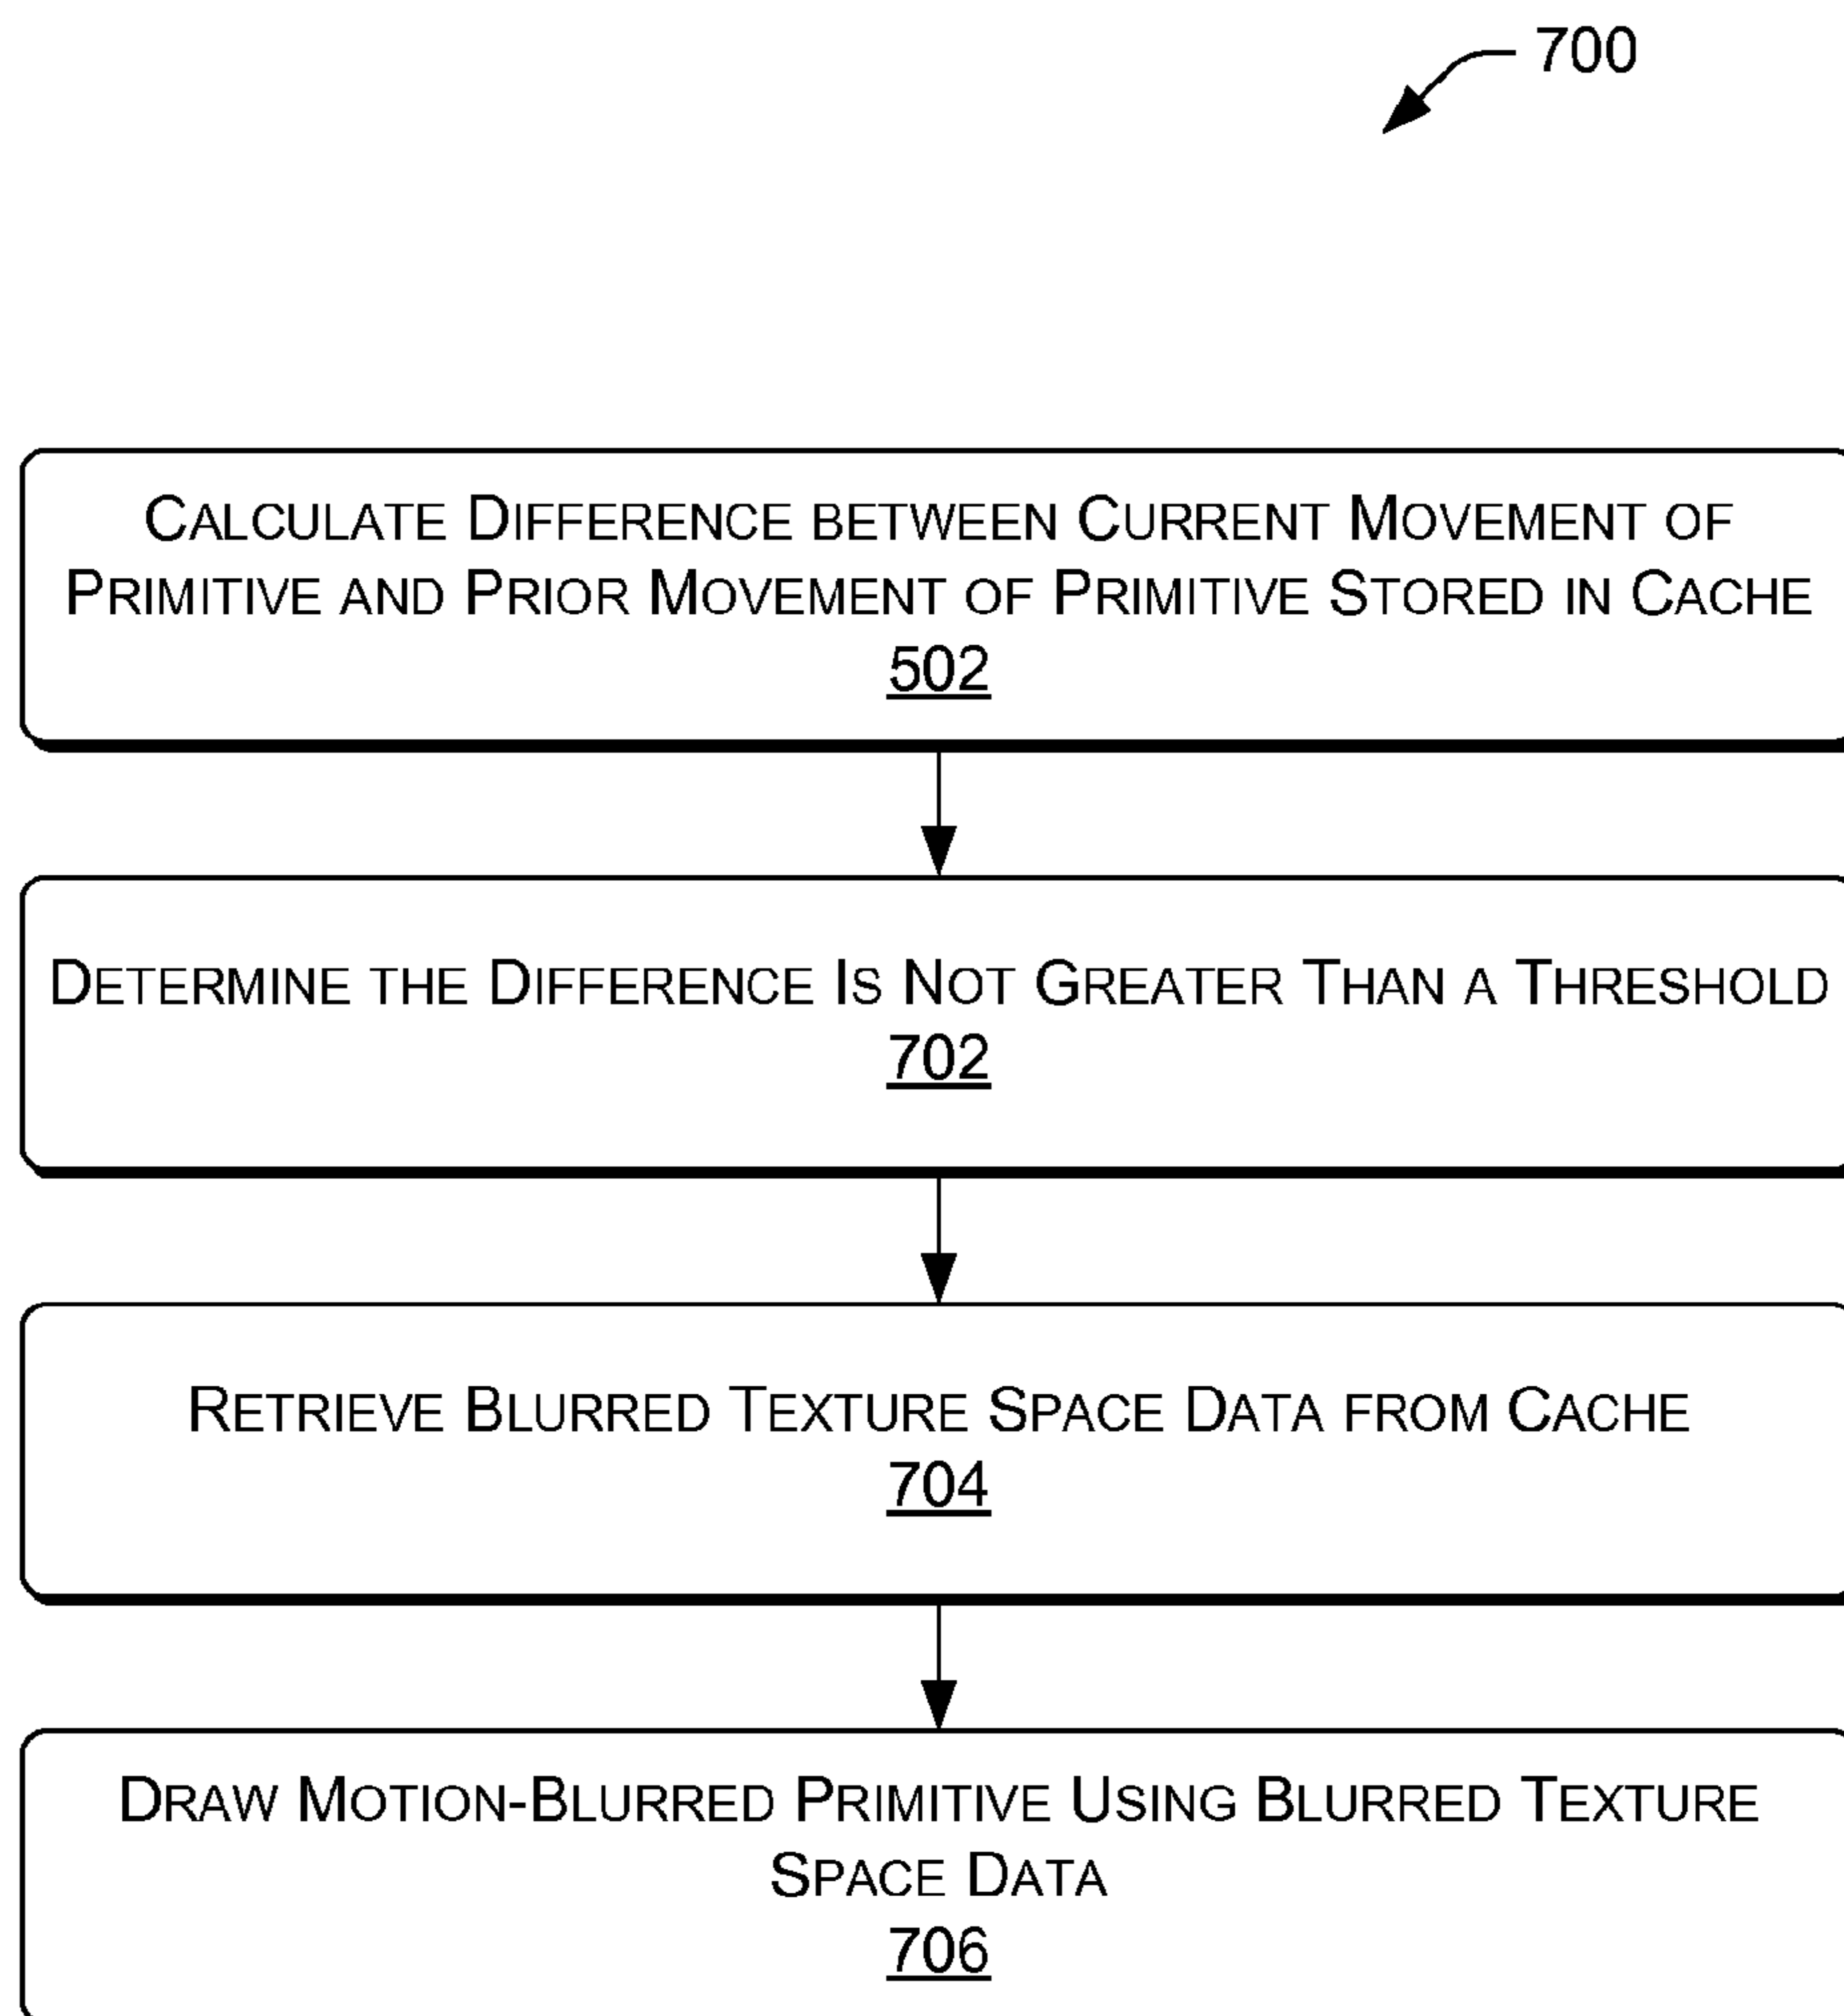 700
CALCULATE DIFFERENCE BETWEEN CURRENT MOVEMENT OF
PRIMITIVE AND PRIOR MOVEMENT OF PRIMITIVE STORED IN CACHE
502
DETERMINE THE DIFFERENCE IS NOT GREATER THAN A THRESHOLD
702
RETRIEVE BLURRED TEXTURE SPACE DATA FROM CACHE
704
DRAW MOTION-BLURRED PRIMITIVE USING BLURRED TEXTURE
SPACE DATA
706